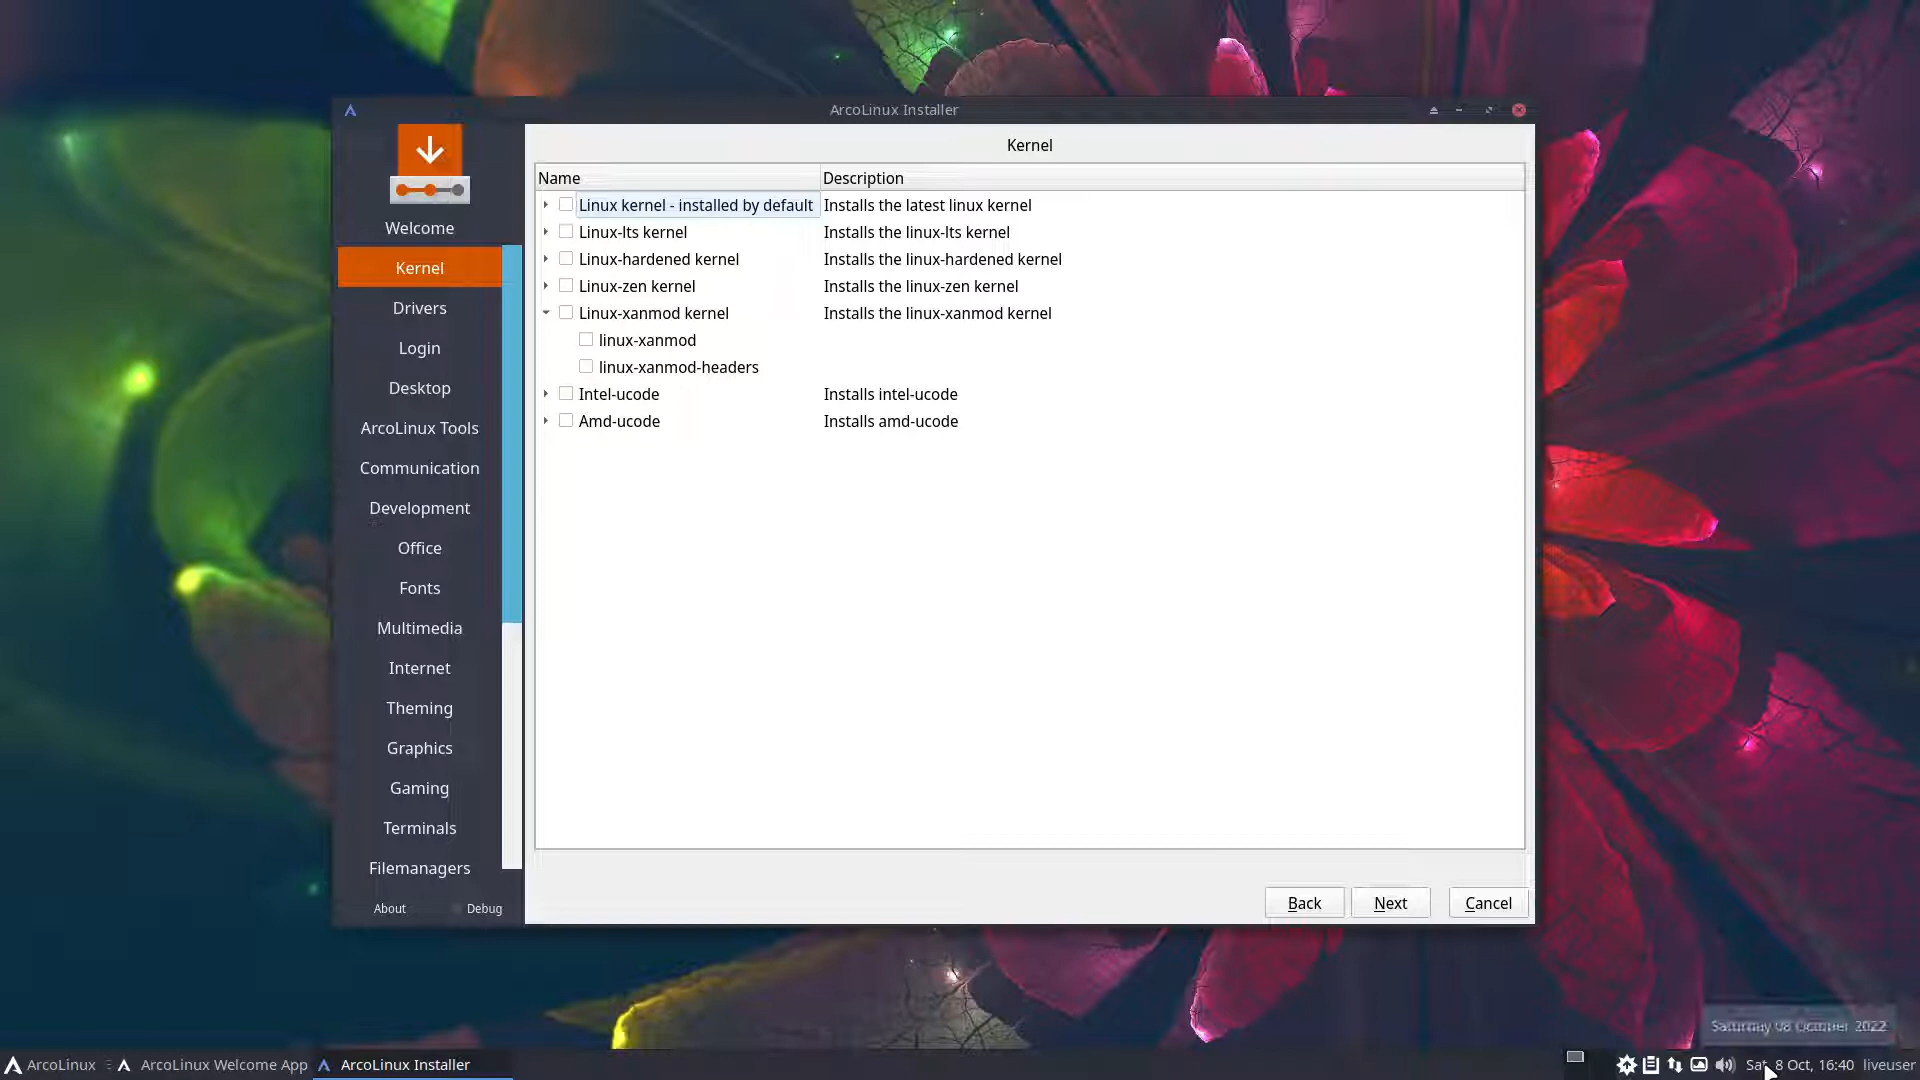 ArcoLinux Installer
Welcome
Kernel
Drivers
Login
Desktop
ArcoLinux Tools
Communication
Development
Office
Fonts
Multimedia
Internet
Theming
Graphics
Gaming
Terminals
Filemanagers
About Debug
Kernel
Name Description
Linux kernel - installed by default Installs the latest linux kernel
Linux-lts kernel Installs the linux-lts kernel
Linux-hardened kernel Installs the linux-hardened kernel
Linux-zen kernel Installs the linux-zen kernel
Linux-xanmod kernel Installs the linux-xanmod kernel
linux-xanmod
linux-xanmod-headers
Intel-ucode Installs intel-ucode
Amd-ucode Installs amd-ucode
Back Next Cancel
Saturday 08 October 2022
ArcoLinux ArcoLinux Welcome App ArcoLinux Installer Sat, 8 Oct, 16:40 liveuser